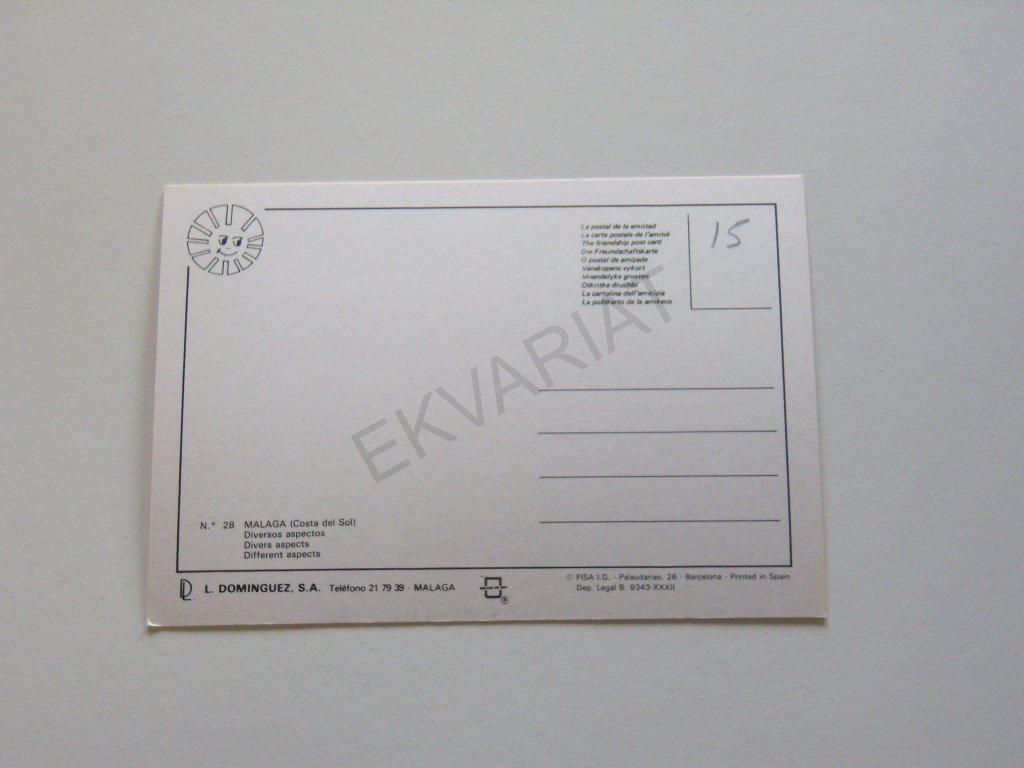 La postal de la amistad
La carte postale de l'amitié
The friendship post card
Die Freundschaftskarte
O postal de amizade
Vänskapens vykort
Vriendelyke groeten
Otkritka druchbi
La cartolina dell'amicizia
La poŝtkarto de la amikeco
15
EKVARIAT
N.° 28 MALAGA (Costa del Sol)
Diversos aspectos
Divers aspects
Different aspects
L. DOMINGUEZ, S.A. Teléfono 21 79 39 - MALAGA
© FISA I.G. - Palaudarias, 26 - Barcelona - Printed in Spain
Dep. Legal B. 9343-XXXII